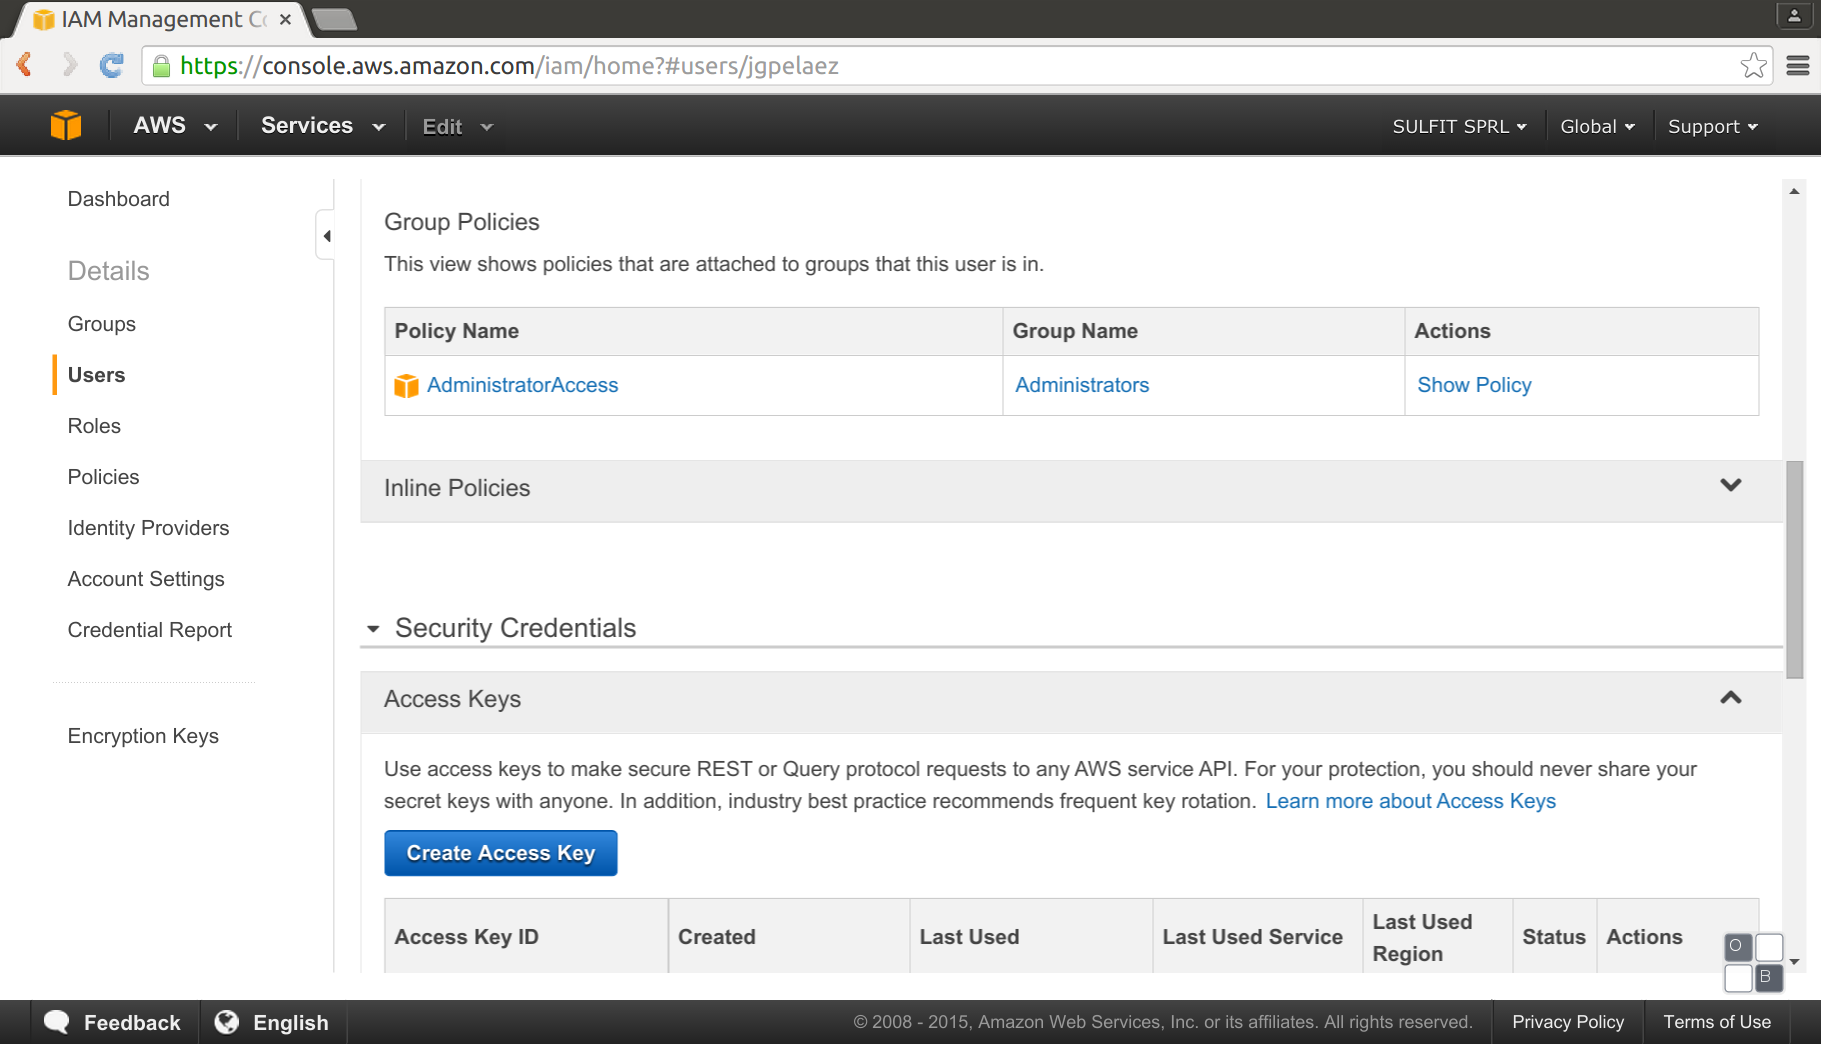 IAM Management Co
https://console.aws.amazon.com/iam/home?#users/jgpelaez
AWS Services Edit SULFIT SPRL Global Support
Dashboard
Details
Groups
Users
Roles
Policies
Identity Providers
Account Settings
Credential Report
Encryption Keys
Group Policies
This view shows policies that are attached to groups that this user is in.
Policy Name Group Name Actions
AdministratorAccess Administrators Show Policy
Inline Policies
Security Credentials
Access Keys
Use access keys to make secure REST or Query protocol requests to any AWS service API. For your protection, you should never share your
secret keys with anyone. In addition, industry best practice recommends frequent key rotation. Learn more about Access Keys
Create Access Key
Access Key ID Created Last Used Last Used Service Last Used Region Status Actions
O
B
Feedback English © 2008 - 2015, Amazon Web Services, Inc. or its affiliates. All rights reserved. Privacy Policy Terms of Use